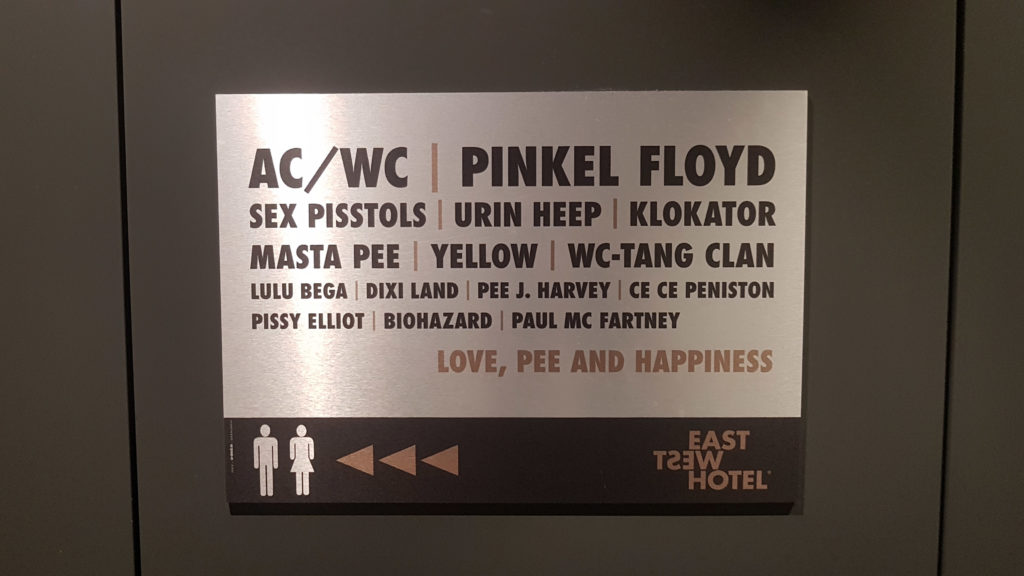 AC/WC | PINKEL FLOYD
SEX PISSTOLS | URIN HEEP | KLOKATOR
MASTA PEE | YELLOW | WC-TANG CLAN
LULU BEGA | DIXI LAND | PEE J. HARVEY | CE CE PENISTON
PISSY ELLIOT | BIOHAZARD | PAUL MC FARTNEY
LOVE, PEE AND HAPPINESS
EAST
WEST
HOTEL